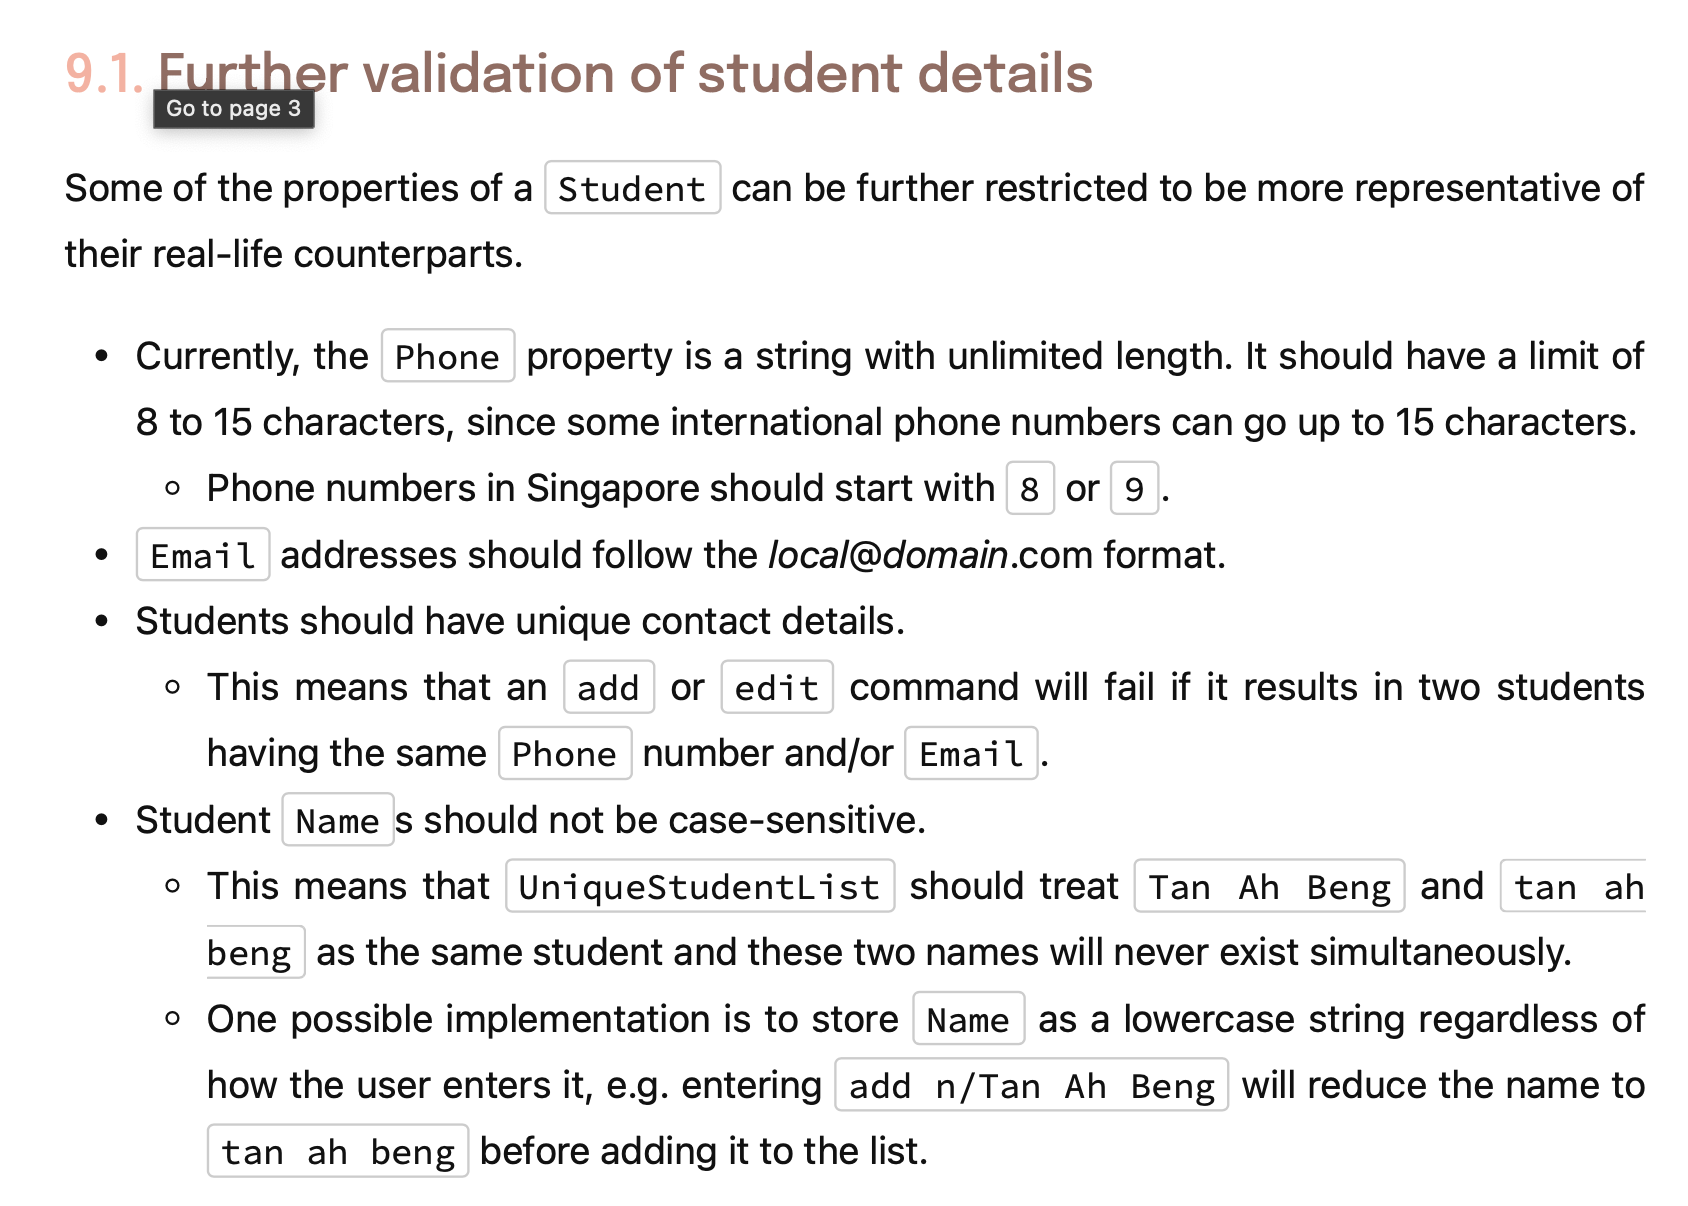 9.1. Further validation of student details
Go to page 3
Some of the properties of a Student can be further restricted to be more representative of
their real-life counterparts.
• Currently, the Phone property is a string with unlimited length. It should have a limit of
8 to 15 characters, since some international phone numbers can go up to 15 characters.
◦ Phone numbers in Singapore should start with 8 or 9.
• Email addresses should follow the local@domain.com format.
• Students should have unique contact details.
◦ This means that an add or edit command will fail if it results in two students
having the same Phone number and/or Email.
• Student Names should not be case-sensitive.
◦ This means that UniqueStudentList should treat Tan Ah Beng and tan ah
beng as the same student and these two names will never exist simultaneously.
◦ One possible implementation is to store Name as a lowercase string regardless of
how the user enters it, e.g. entering add n/Tan Ah Beng will reduce the name to
tan ah beng before adding it to the list.